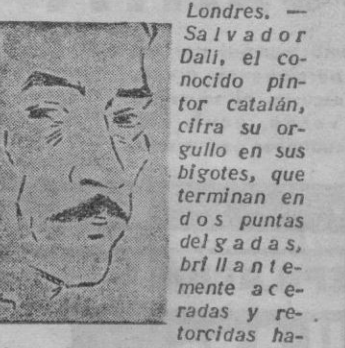 Londres. —
Salvador
Dalí, el co-
nocido pin-
tor catalán,
cifra su or-
gullo en sus
bigotes, que
terminan en
dos puntas
delgadas,
brillante-
mente ace-
radas y re-
torcidas ha-